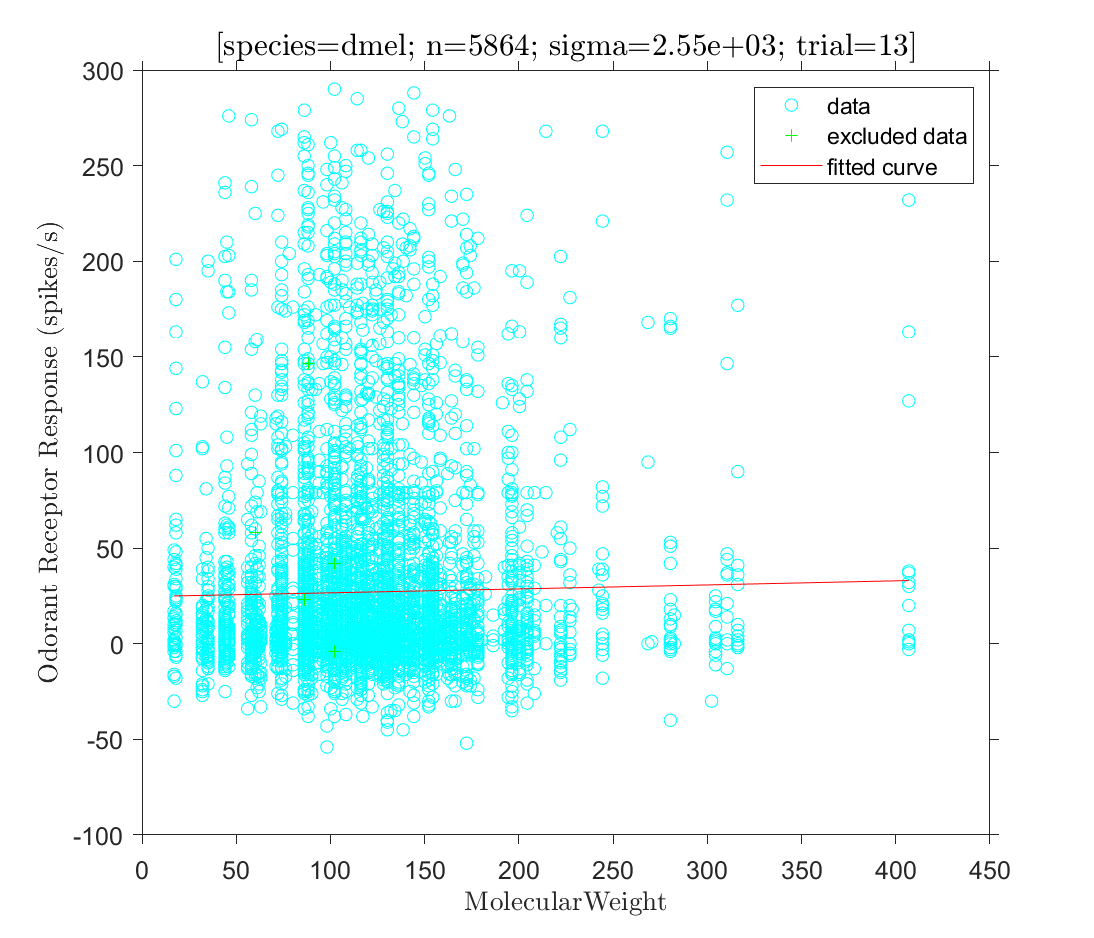 [species=dmel; n=5864; sigma=2.55e+03; trial=13]
300
250
200
150
100
50
0
-50
-100
Odorant Receptor Response (spikes/s)
data
excluded data
fitted curve
0 50 100 150 200 250 300 350 400 450
MolecularWeight